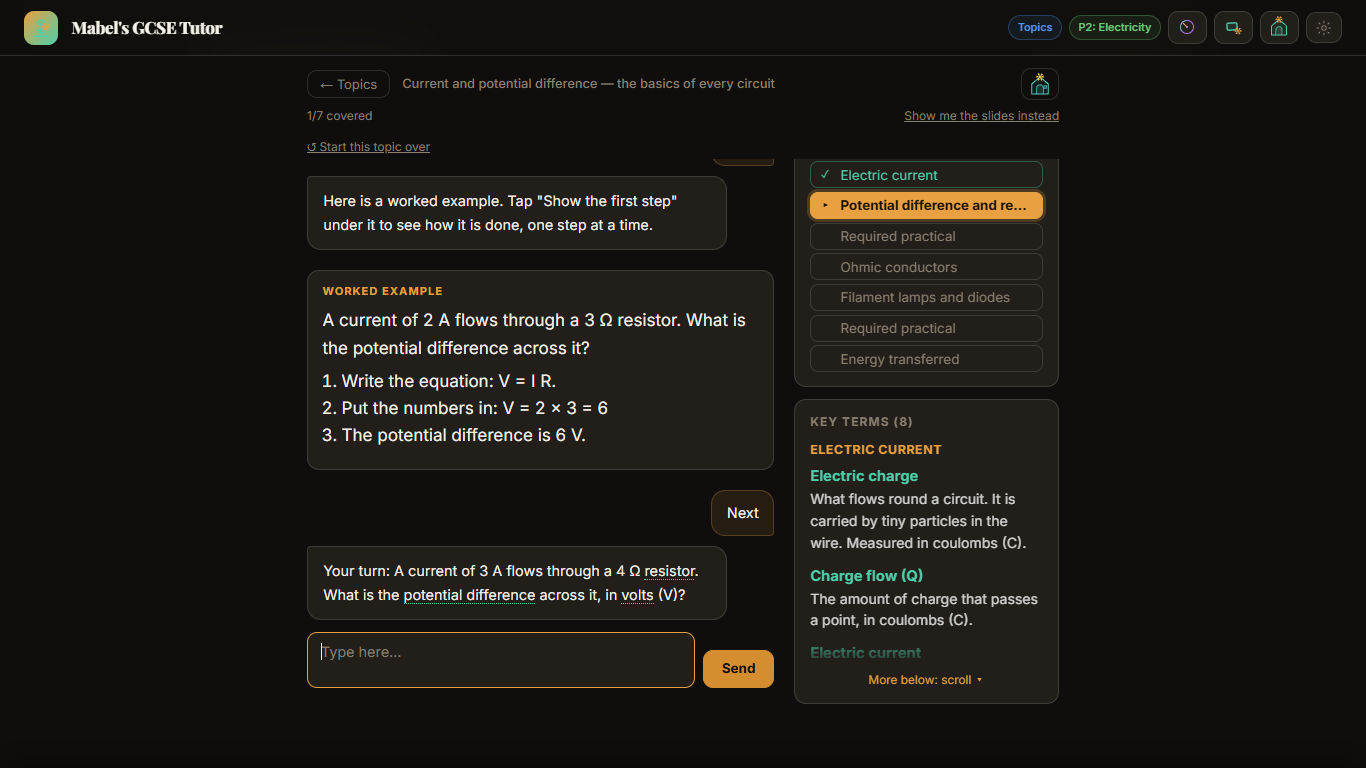 Mabel's GCSE Tutor
Topics
P2: Electricity
← Topics
Current and potential difference — the basics of every circuit
1/7 covered
Show me the slides instead
↺ Start this topic over
Here is a worked example. Tap "Show the first step"
under it to see how it is done, one step at a time.
WORKED EXAMPLE
A current of 2 A flows through a 3 Ω resistor. What is
the potential difference across it?
1. Write the equation: V = I R.
2. Put the numbers in: V = 2 × 3 = 6
3. The potential difference is 6 V.
Next
Your turn: A current of 3 A flows through a 4 Ω resistor.
What is the potential difference across it, in volts (V)?
Type here...
Send
✓ Electric current
▸ Potential difference and re...
Required practical
Ohmic conductors
Filament lamps and diodes
Required practical
Energy transferred
KEY TERMS (8)
ELECTRIC CURRENT
Electric charge
What flows round a circuit. It is
carried by tiny particles in the
wire. Measured in coulombs (C).
Charge flow (Q)
The amount of charge that passes
a point, in coulombs (C).
Electric current
More below: scroll ▾